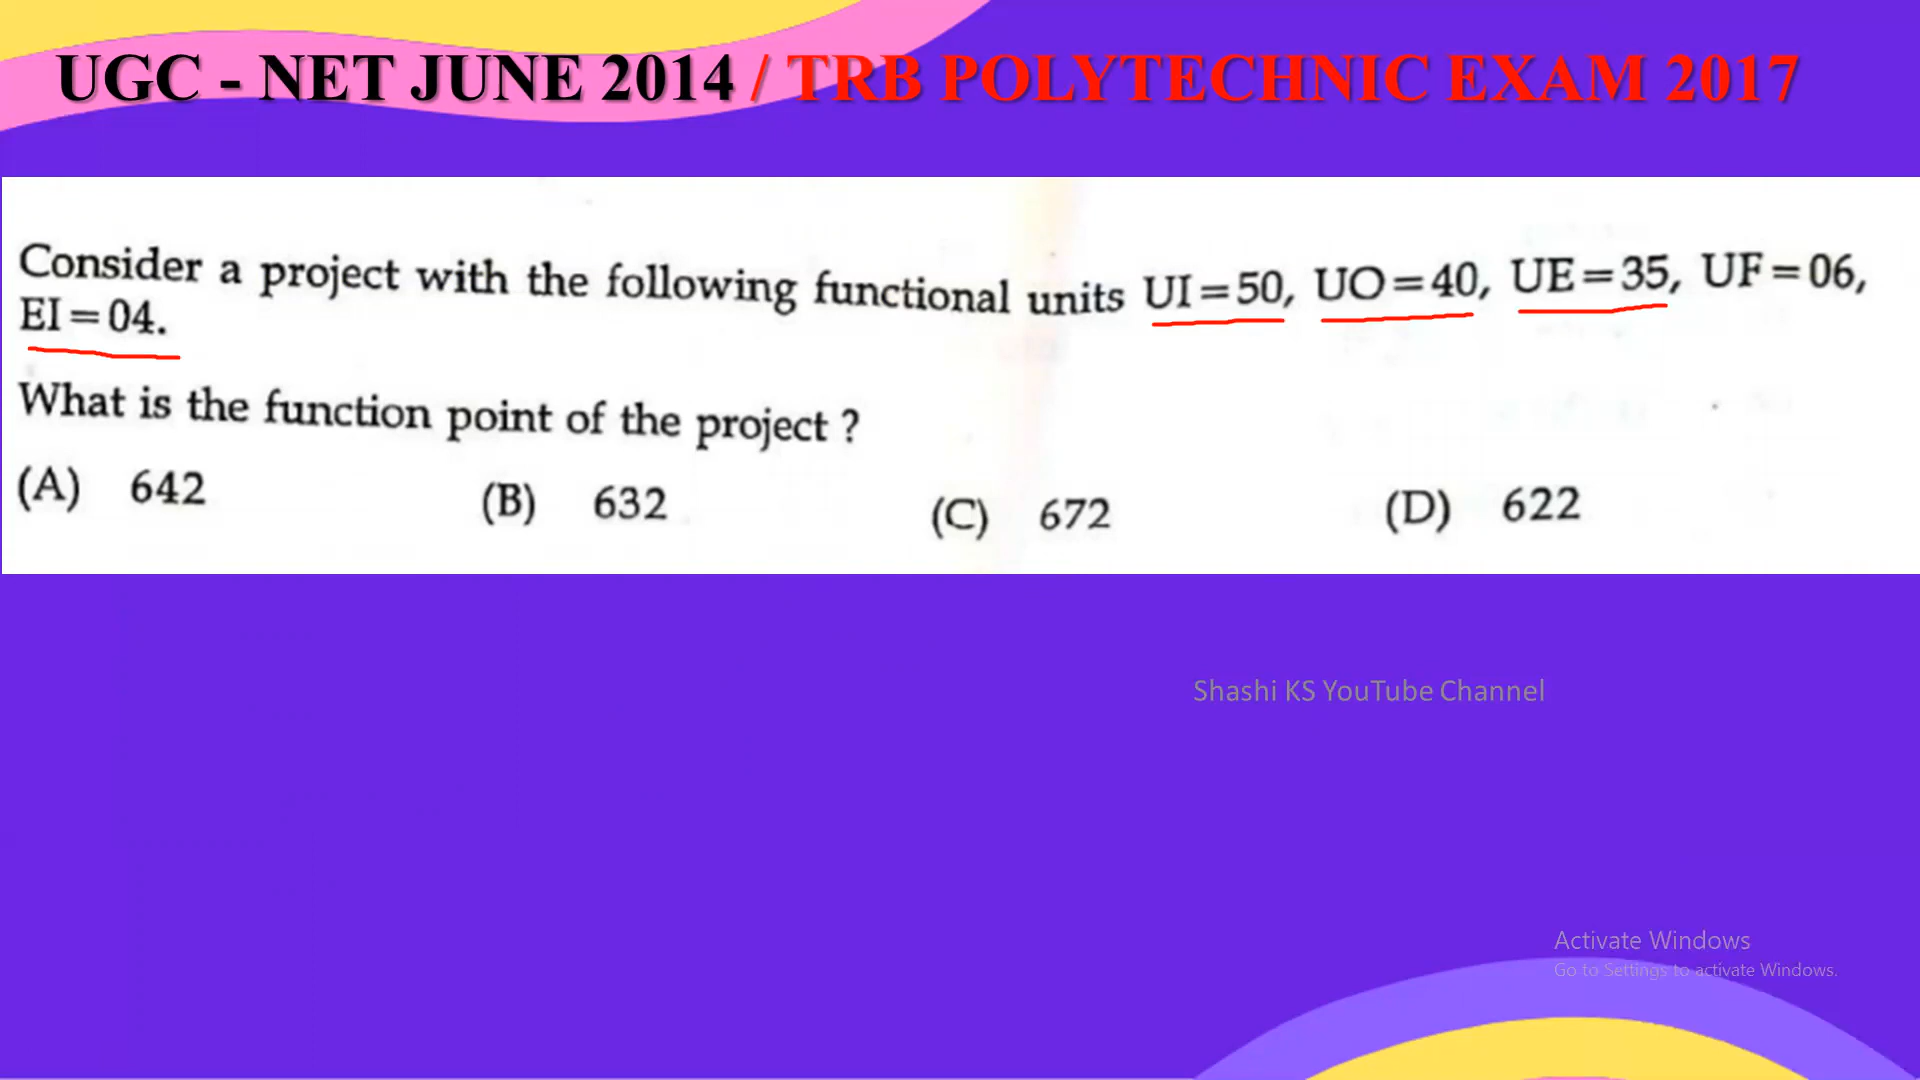 UGC - NET JUNE 2014 / TRB POLYTECHNIC EXAM 2017
Consider a project with the following functional units UI=50, UO=40, UE=35, UF=06,
EI=04.
What is the function point of the project ?
(A) 642 (B) 632 (C) 672 (D) 622
Shashi KS YouTube Channel
Activate Windows
Go to Settings to activate Windows.